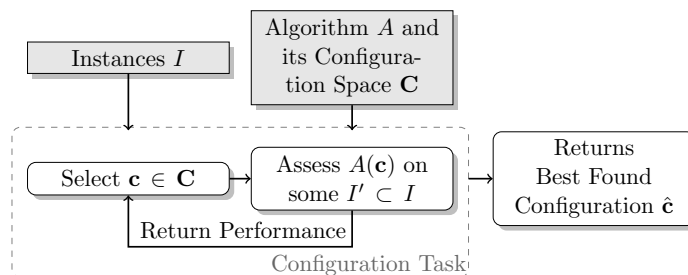 Instances I
Algorithm A and
its Configura-
tion Space C
Select c ∈ C
Assess A(c) on
some I′ ⊂ I
Returns
Best Found
Configuration ĉ
Return Performance
Configuration Task